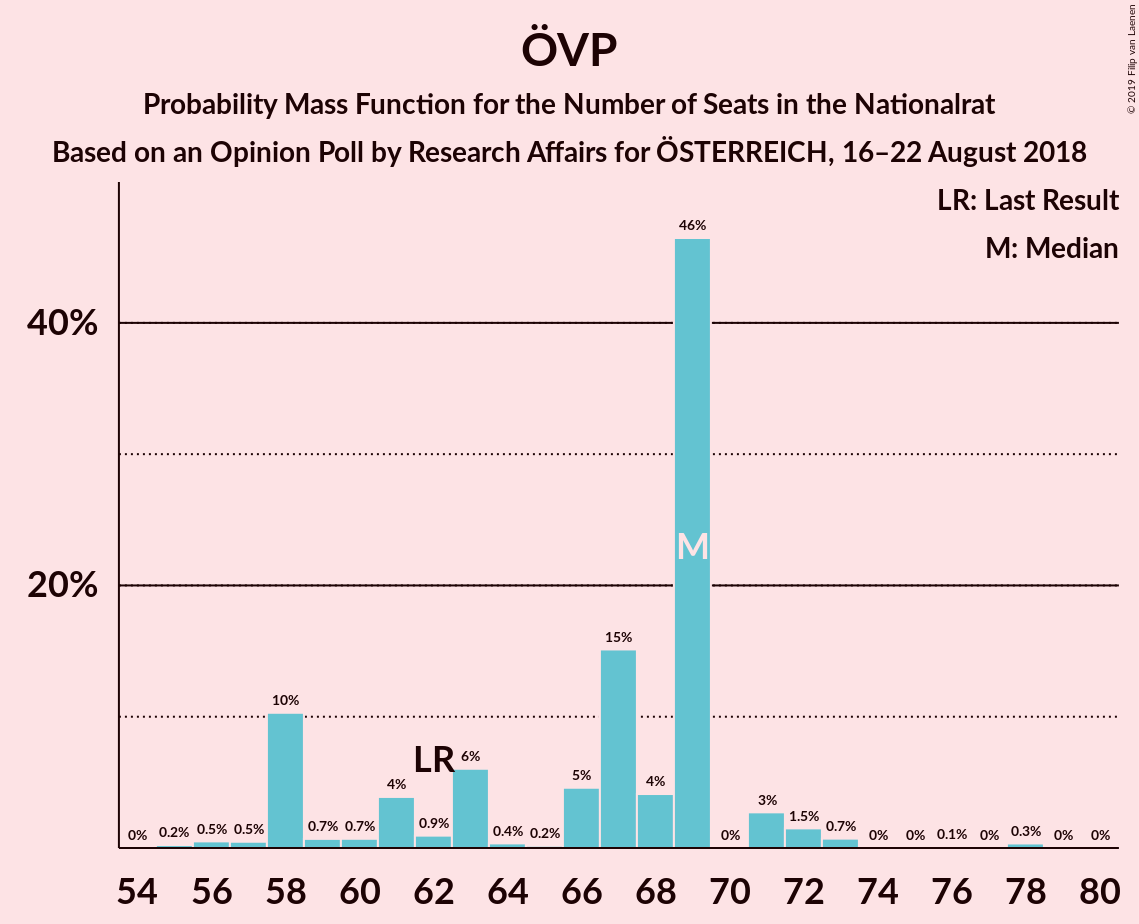 ÖVP
Probability Mass Function for the Number of Seats in the Nationalrat
Based on an Opinion Poll by Research Affairs for ÖSTERREICH, 16–22 August 2018
© 2019 Filip van Laenen
LR: Last Result
M: Median
40%
20%
0% 0.2% 0.5% 0.5% 10% 0.7% 0.7% 4% 0.9% 6% 0.4% 0.2% 5% 15% 4% 46% 0% 3% 1.5% 0.7% 0% 0% 0.1% 0% 0.3% 0% 0%
LR
M
54 56 58 60 62 64 66 68 70 72 74 76 78 80